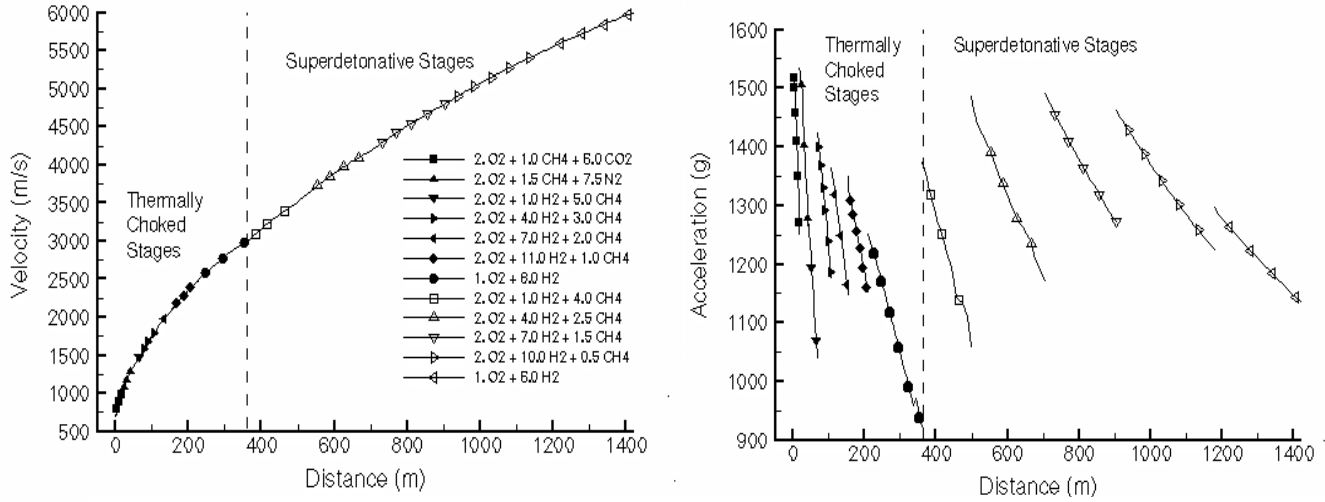 6000
5500
5000
4500
4000
3500
3000
2500
2000
1500
1000
500
Velocity (m/s)
Superdetonative Stages
Thermally
Choked
Stages
2. O2 + 1.0 CH4 + 6.0 CO2
2. O2 + 1.5 CH4 + 7.5 N2
2. O2 + 1.0 H2 + 5.0 CH4
2. O2 + 4.0 H2 + 3.0 CH4
2. O2 + 7.0 H2 + 2.0 CH4
2. O2 + 11.0 H2 + 1.0 CH4
1. O2 + 6.0 H2
2. O2 + 1.0 H2 + 4.0 CH4
2. O2 + 4.0 H2 + 2.5 CH4
2. O2 + 7.0 H2 + 1.5 CH4
2. O2 + 10.0 H2 + 0.5 CH4
1. O2 + 6.0 H2
0 200 400 600 800 1000 1200 1400
Distance (m)
1600
1500
1400
1300
1200
1100
1000
900
Acceleration (g)
Thermally
Choked
Stages
Superdetonative Stages
0 200 400 600 800 1000 1200 1400
Distance (m)